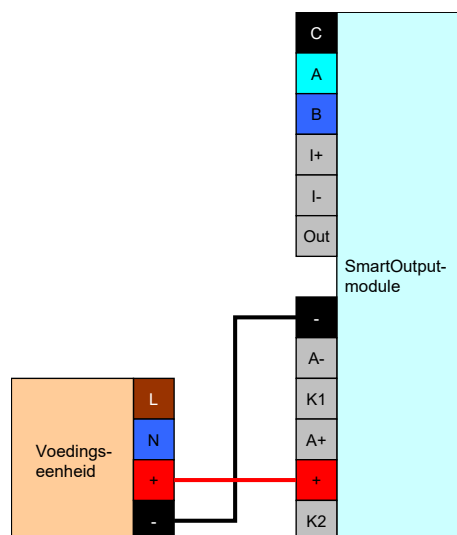 C
A
B
I+
I-
Out
SmartOutput-
module
-
A-
K1
A+
+
K2
Voedings-
eenheid
L
N
+
-